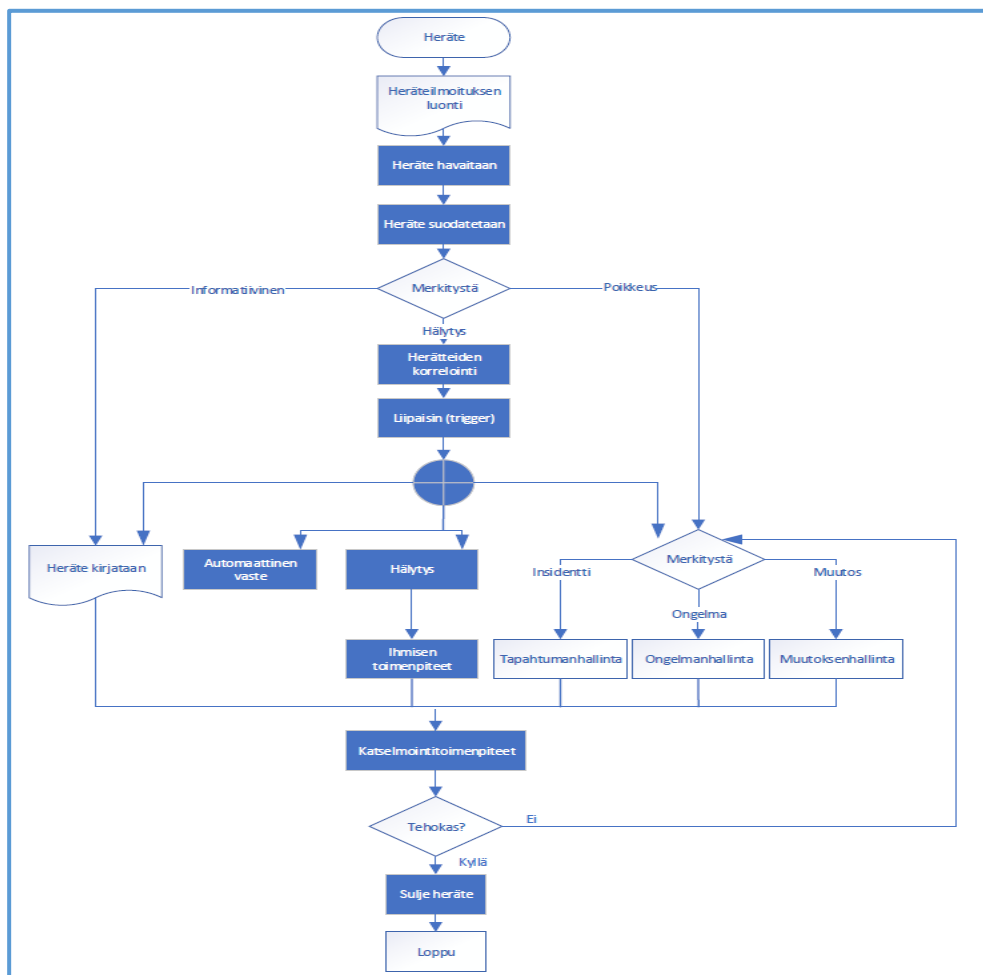 Heräte
Heräteilmoituksen
luonti
Heräte havaitaan
Heräte suodatetaan
Informatiivinen
Merkitystä
Poikkeus
Hälytys
Herätteiden
korrelointi
Liipaisin (trigger)
Heräte kirjataan
Automaattinen
vaste
Hälytys
Insidentti
Merkitystä
Muutos
Ongelma
Ihmisen
toimenpiteet
Tapahtumanhallinta
Ongelmanhallinta
Muutoksenhallinta
Katselmointitoimenpiteet
Tehokas?
Ei
Kyllä
Sulje heräte
Loppu